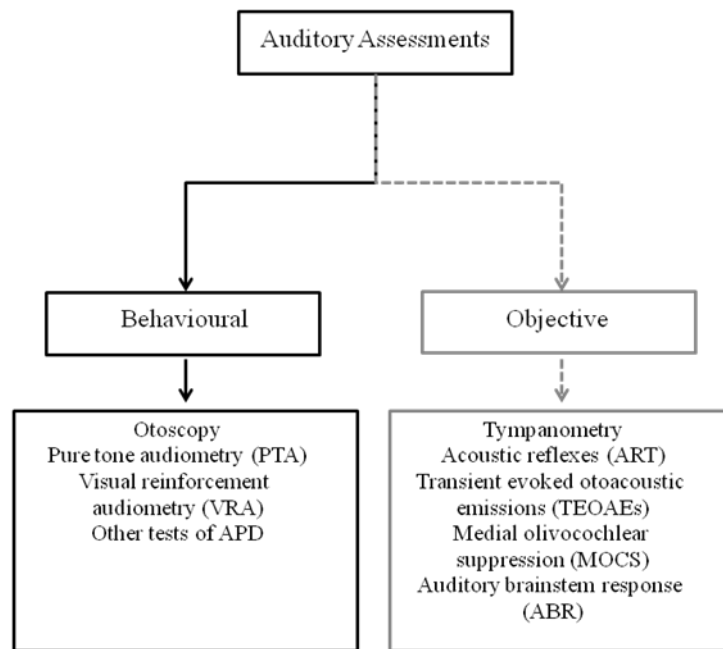 Auditory Assessments
Behavioural
Objective
Otoscopy
Pure tone audiometry (PTA)
Visual reinforcement
audiometry (VRA)
Other tests of APD
Tympanometry
Acoustic reflexes (ART)
Transient evoked otoacoustic
emissions (TEOAEs)
Medial olivocochlear
suppression (MOCS)
Auditory brainstem response
(ABR)